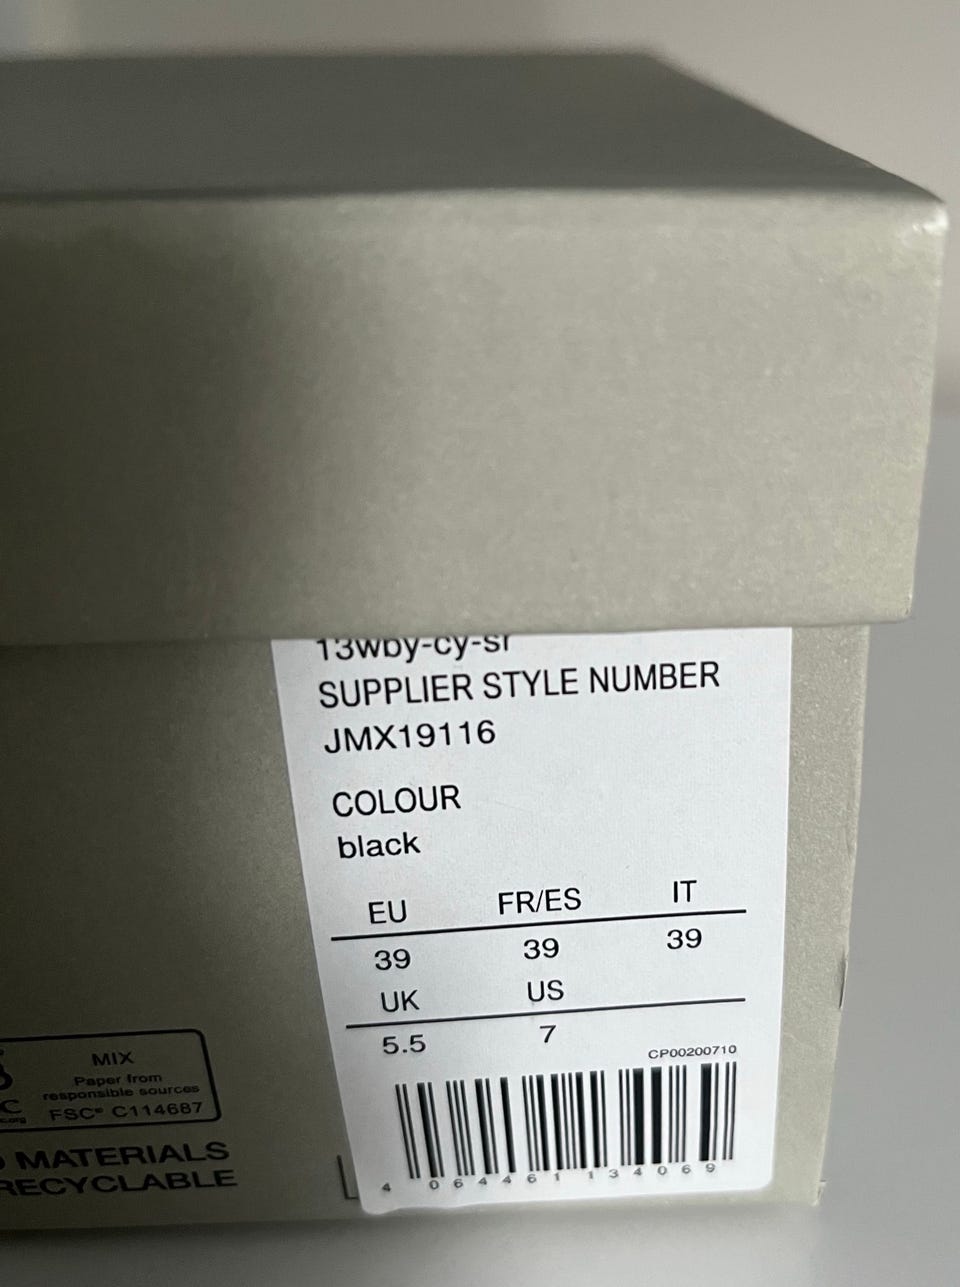 13wby-cy-sr
SUPPLIER STYLE NUMBER
JMX19116
COLOUR
black
EU FR/ES IT
39 39 39
UK US
5.5 7
CP00200710
4 064461 134069
MIX
Paper from
responsible sources
FSC® C114687
MATERIALS
RECYCLABLE